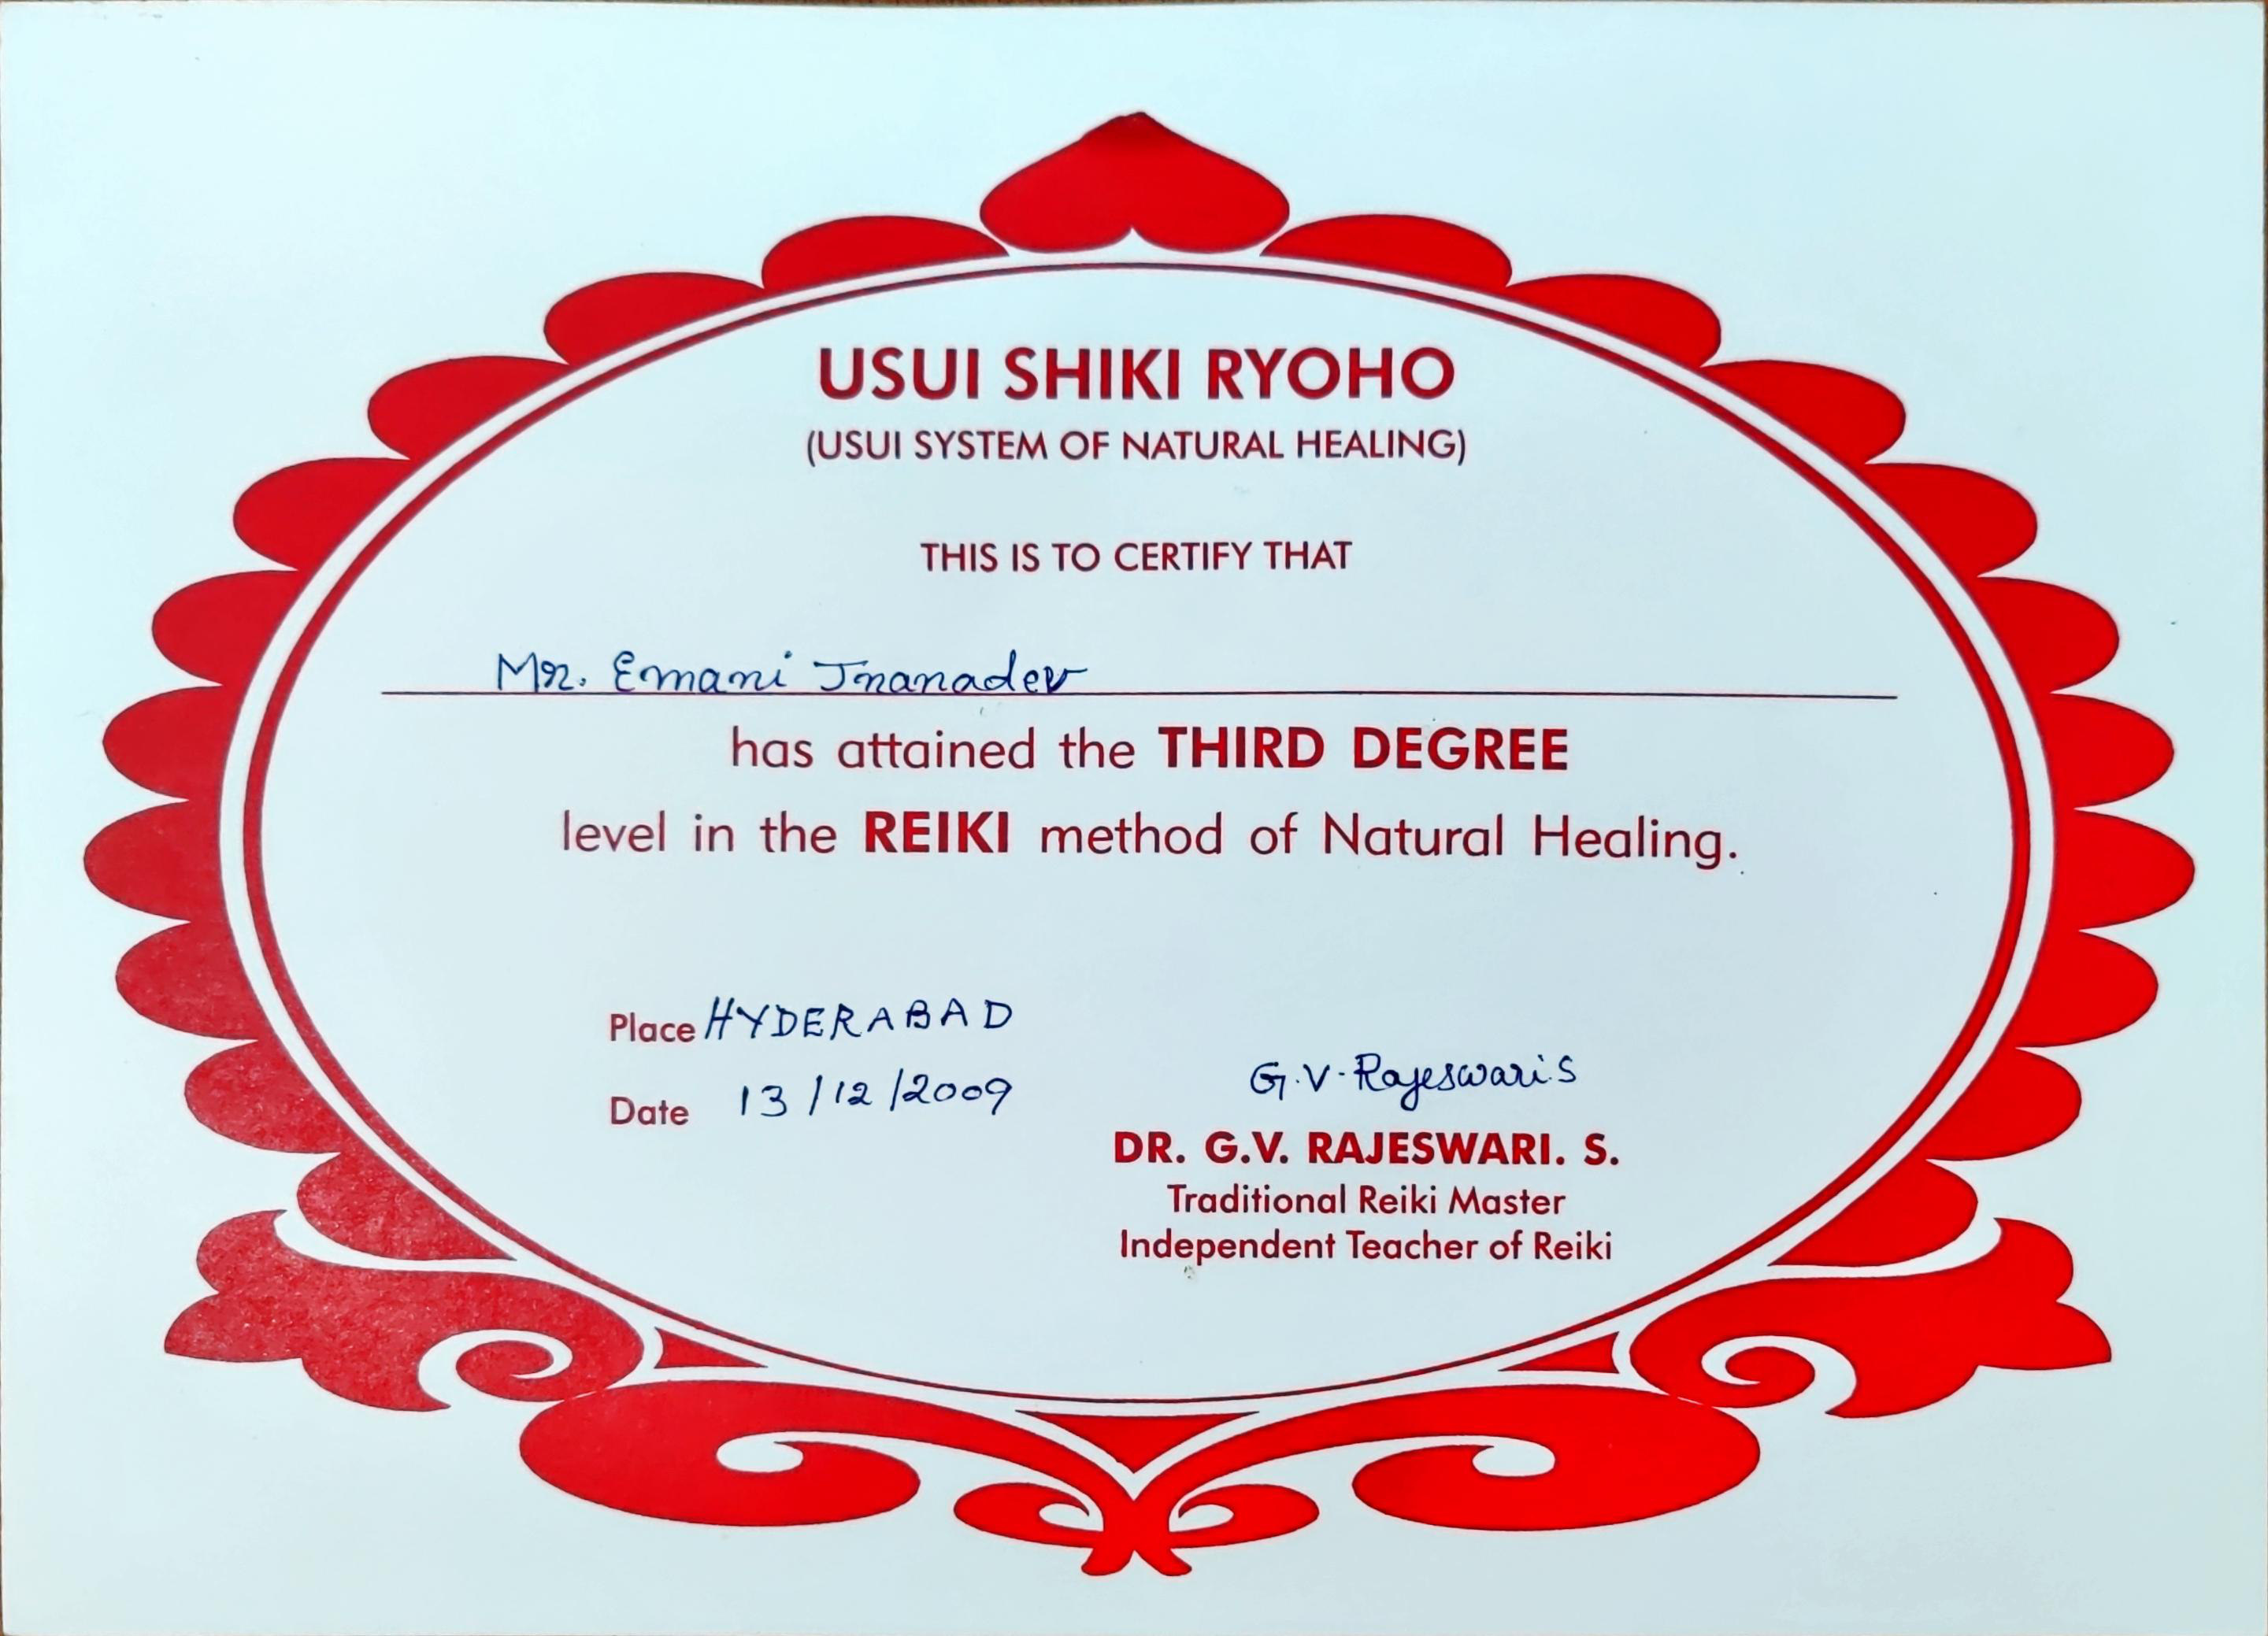 USUI SHIKI RYOHO
(USUI SYSTEM OF NATURAL HEALING)
THIS IS TO CERTIFY THAT
Mr. Emani Jnanadev
has attained the THIRD DEGREE
level in the REIKI method of Natural Healing.
Place HYDERABAD
Date 13/12/2009
G.V. Rajeswari.S
DR. G.V. RAJESWARI. S.
Traditional Reiki Master
Independent Teacher of Reiki